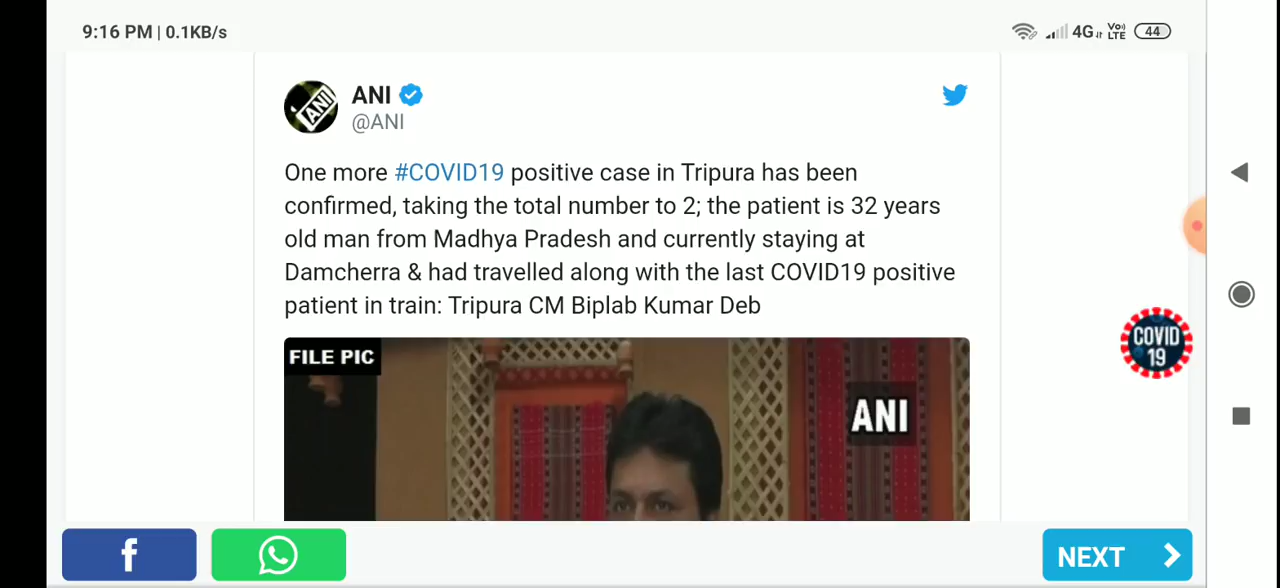 9:16 PM | 0.1KB/s
4G Vo) LTE 44
ANI
@ANI
One more #COVID19 positive case in Tripura has been
confirmed, taking the total number to 2; the patient is 32 years
old man from Madhya Pradesh and currently staying at
Damcherra & had travelled along with the last COVID19 positive
patient in train: Tripura CM Biplab Kumar Deb
FILE PIC
ANI
COVID
19
f
NEXT